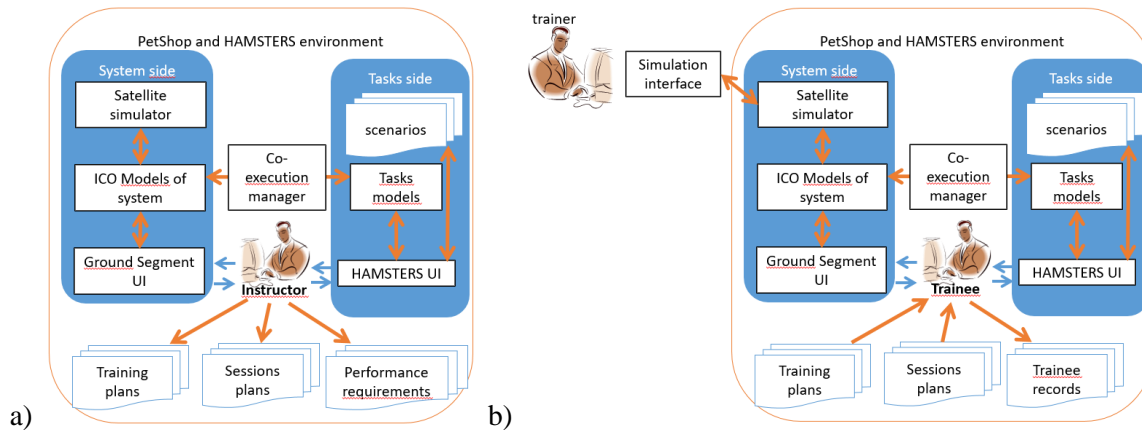 PetShop and HAMSTERS environment
System side
Tasks side
Satellite
simulator
scenarios
ICO Models of
system
Co-
execution
manager
Tasks
models
Ground Segment
UI
HAMSTERS UI
Instructor
Training
plans
Sessions
plans
Performance
requirements
a)
trainer
Simulation
interface
PetShop and HAMSTERS environment
System side
Tasks side
Satellite
simulator
scenarios
ICO Models of
system
Co-
execution
manager
Tasks
models
Ground Segment
UI
HAMSTERS UI
Trainee
Training
plans
Sessions
plans
Trainee
records
b)